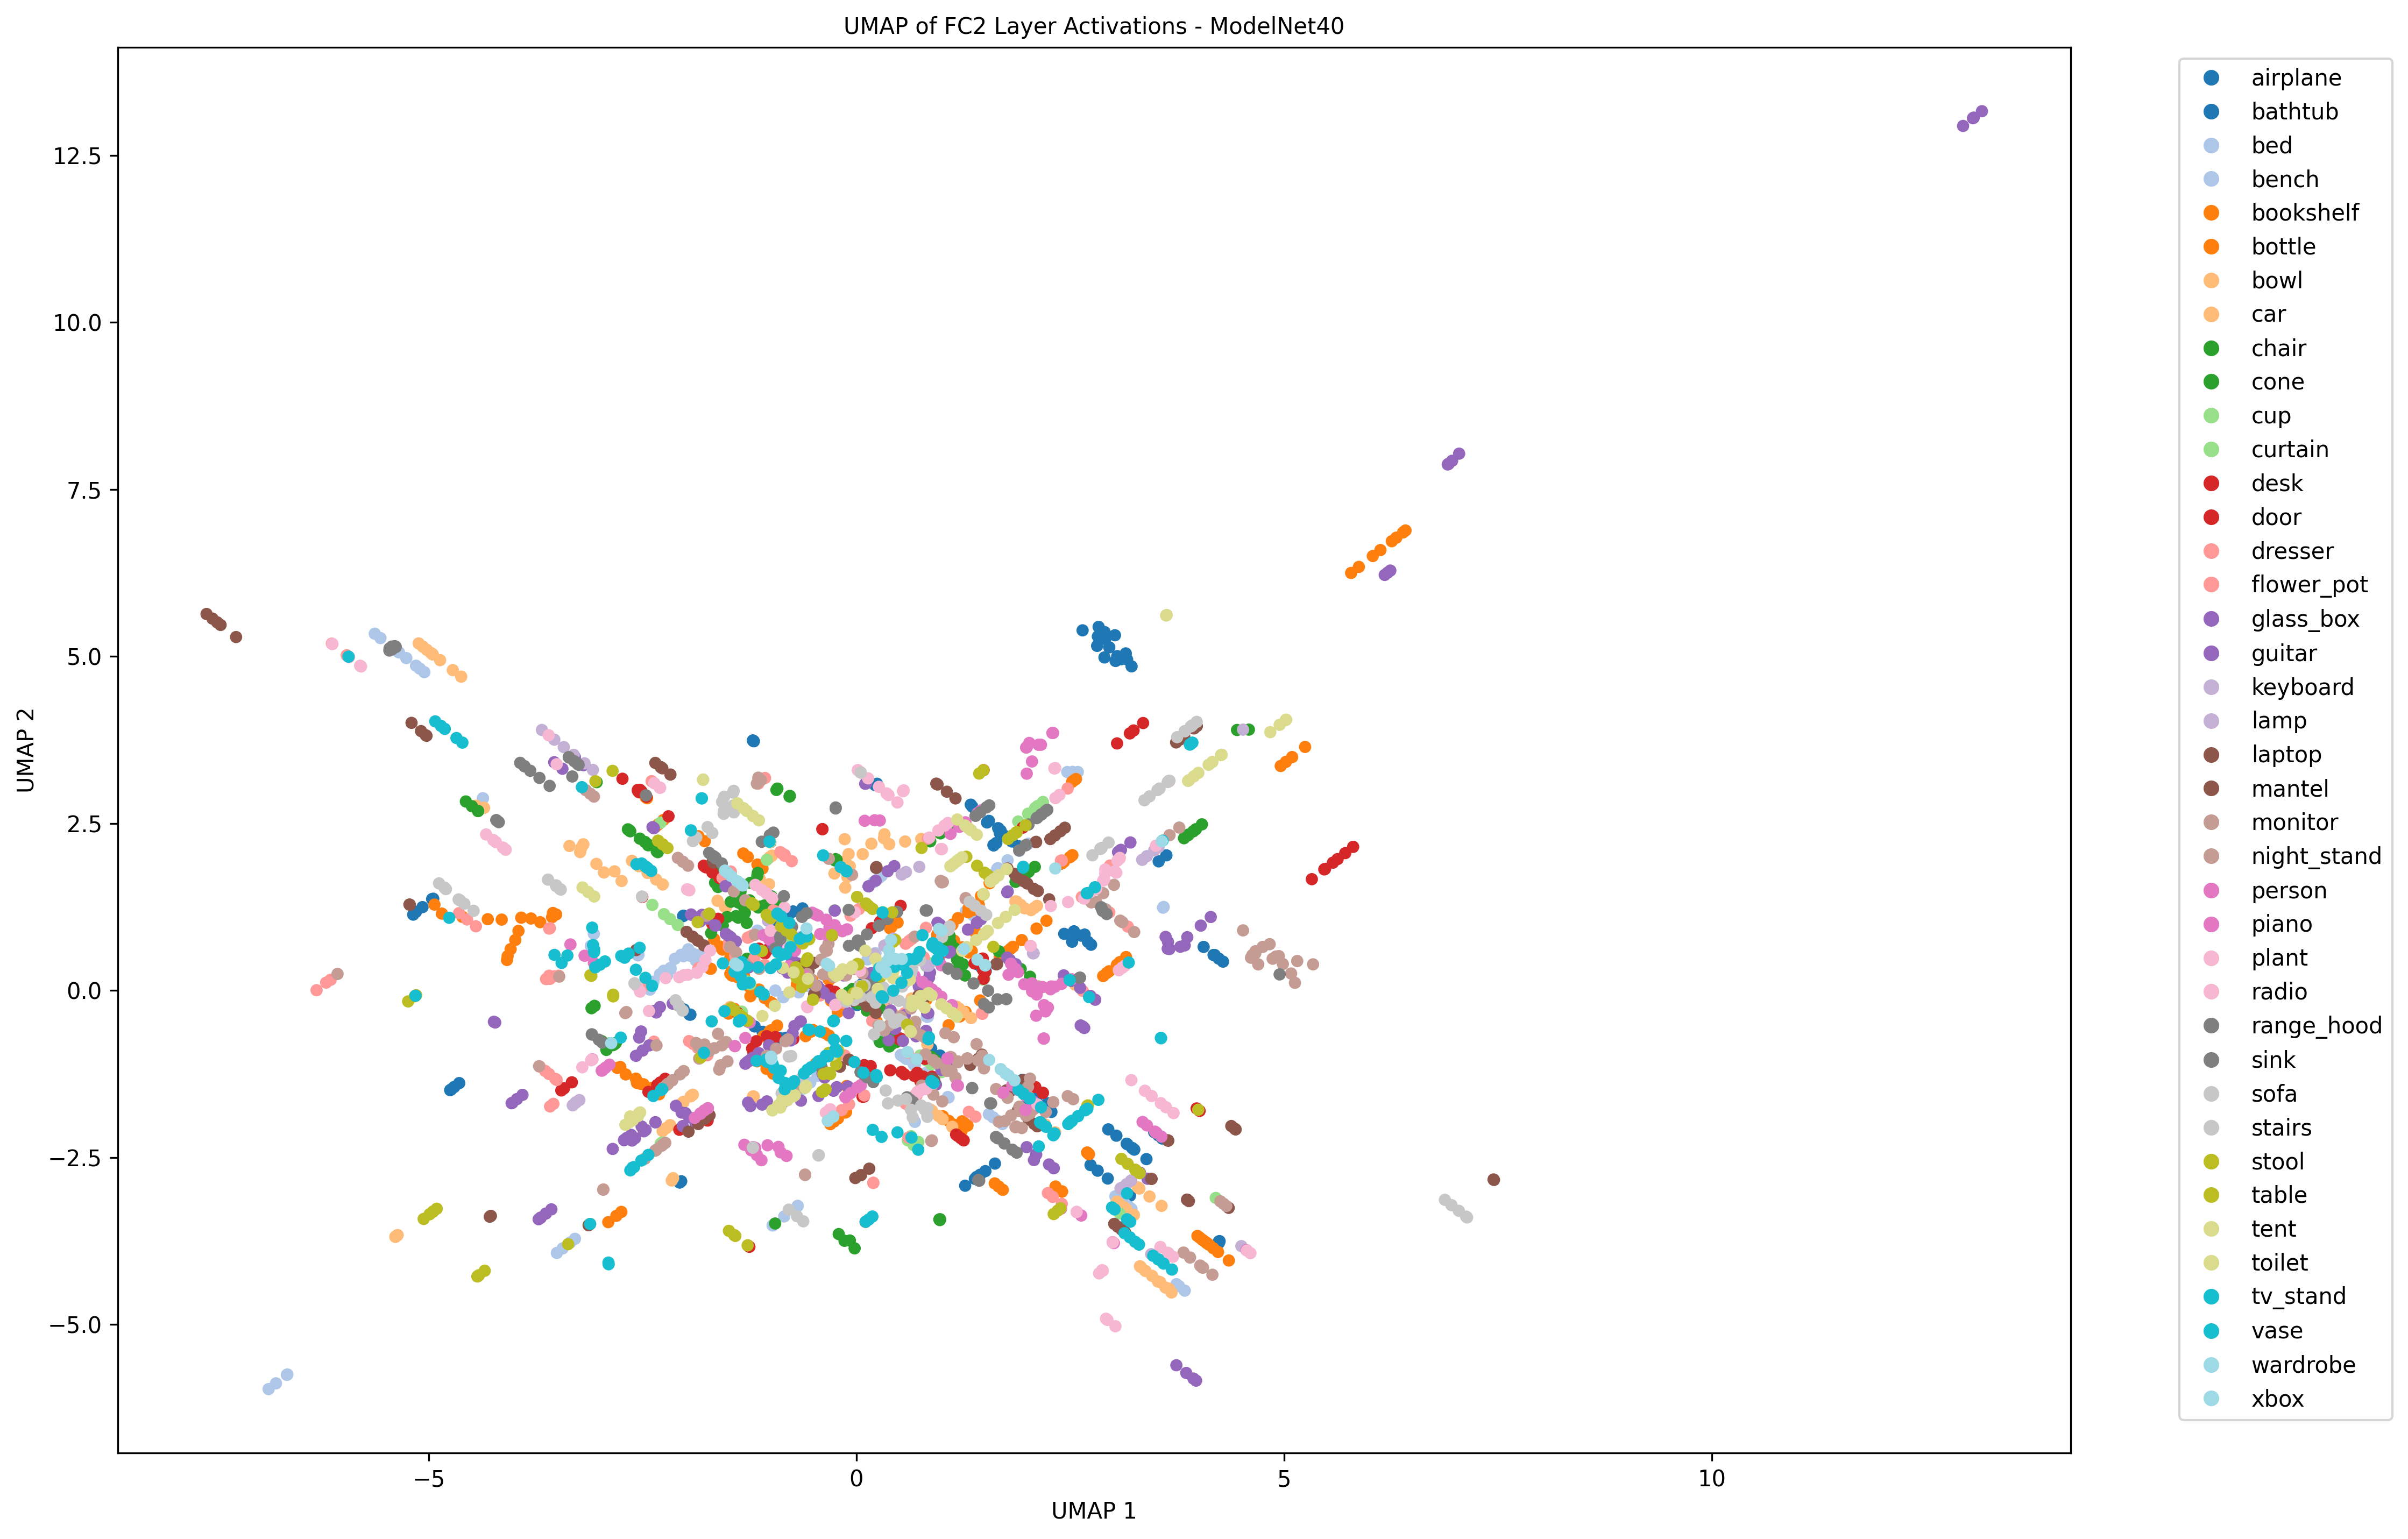 UMAP of FC2 Layer Activations - ModelNet40
12.5
10.0
7.5
5.0
2.5
0.0
−2.5
−5.0
UMAP 2
−5
0
5
10
UMAP 1
airplane
bathtub
bed
bench
bookshelf
bottle
bowl
car
chair
cone
cup
curtain
desk
door
dresser
flower_pot
glass_box
guitar
keyboard
lamp
laptop
mantel
monitor
night_stand
person
piano
plant
radio
range_hood
sink
sofa
stairs
stool
table
tent
toilet
tv_stand
vase
wardrobe
xbox